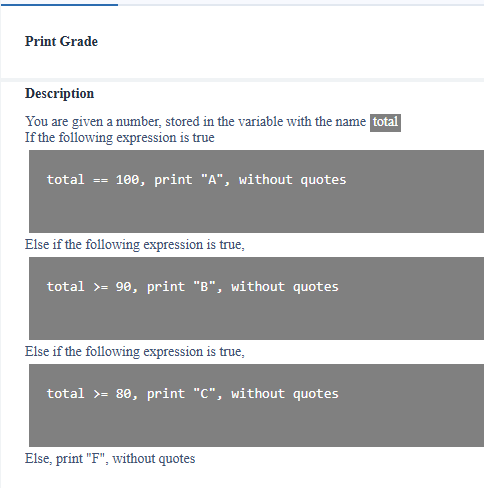 Print Grade
Description
You are given a number, stored in the variable with the name total
If the following expression is true
total == 100, print "A", without quotes
Else if the following expression is true,
total >= 90, print "B", without quotes
Else if the following expression is true,
total >= 80, print "C", without quotes
Else, print "F", without quotes